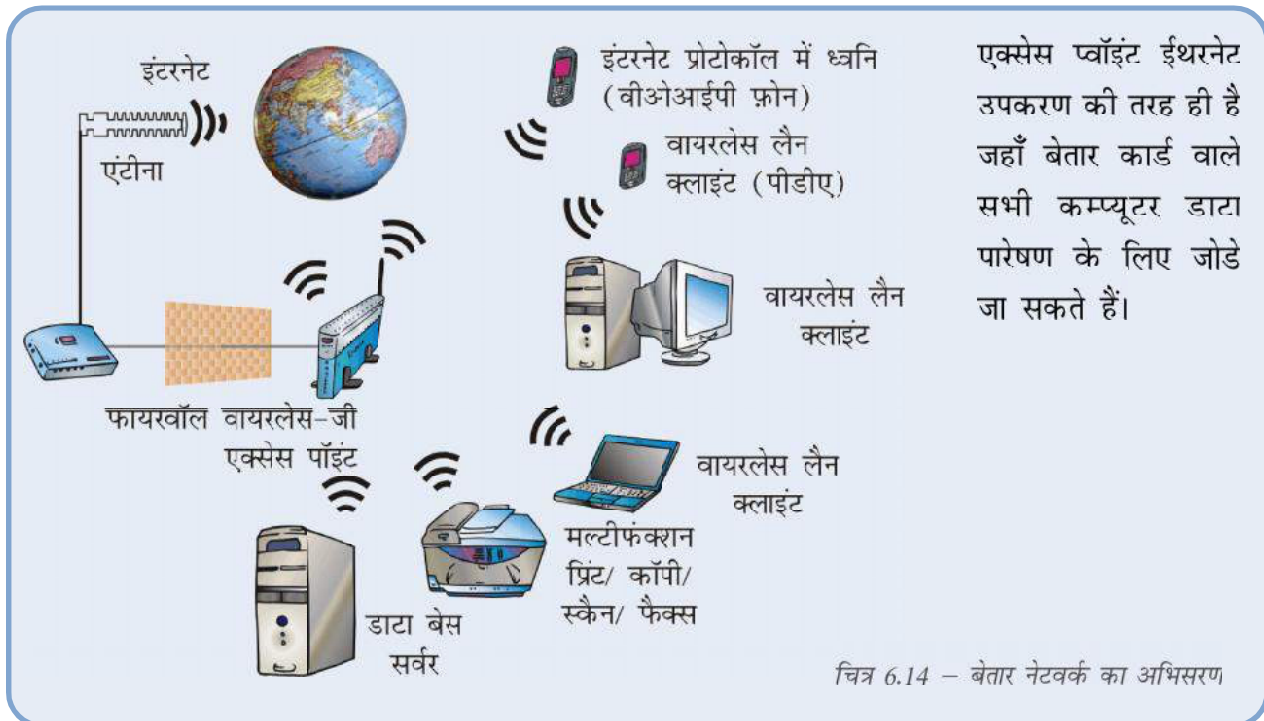 इंटरनेट
एंटीना
फायरवॉल वायरलेस-जी
एक्सेस पॉइंट
इंटरनेट प्रोटोकॉल में ध्वनि
(वीओआईपी फ़ोन)
वायरलेस लैन
क्लाइंट (पीडीए)
वायरलेस लैन
क्लाइंट
वायरलेस लैन
क्लाइंट
मल्टीफंक्शन
प्रिंट/ कॉपी/
स्कैन/ फैक्स
डाटा बेस
सर्वर
एक्सेस प्वॉइंट ईथरनेट
उपकरण की तरह ही है
जहाँ बेतार कार्ड वाले
सभी कम्प्यूटर डाटा
पारेषण के लिए जोडे
जा सकते हैं।
चित्र 6.14 – बेतार नेटवर्क का अभिसरण